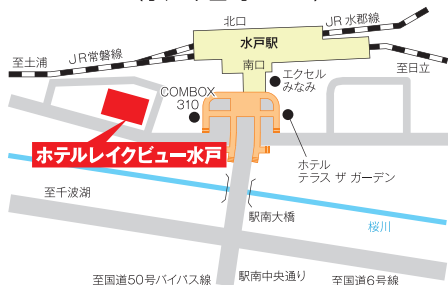 北口
JR水郡線
水戸駅
JR常磐線
至土浦
南口
エクセル
みなみ
至日立
COMBOX
310
ホテルレイクビュー水戸
ホテル
テラス ザ ガーデン
至千波湖
駅南大橋
桜川
至国道50号バイパス線
駅南中央通り
至国道6号線